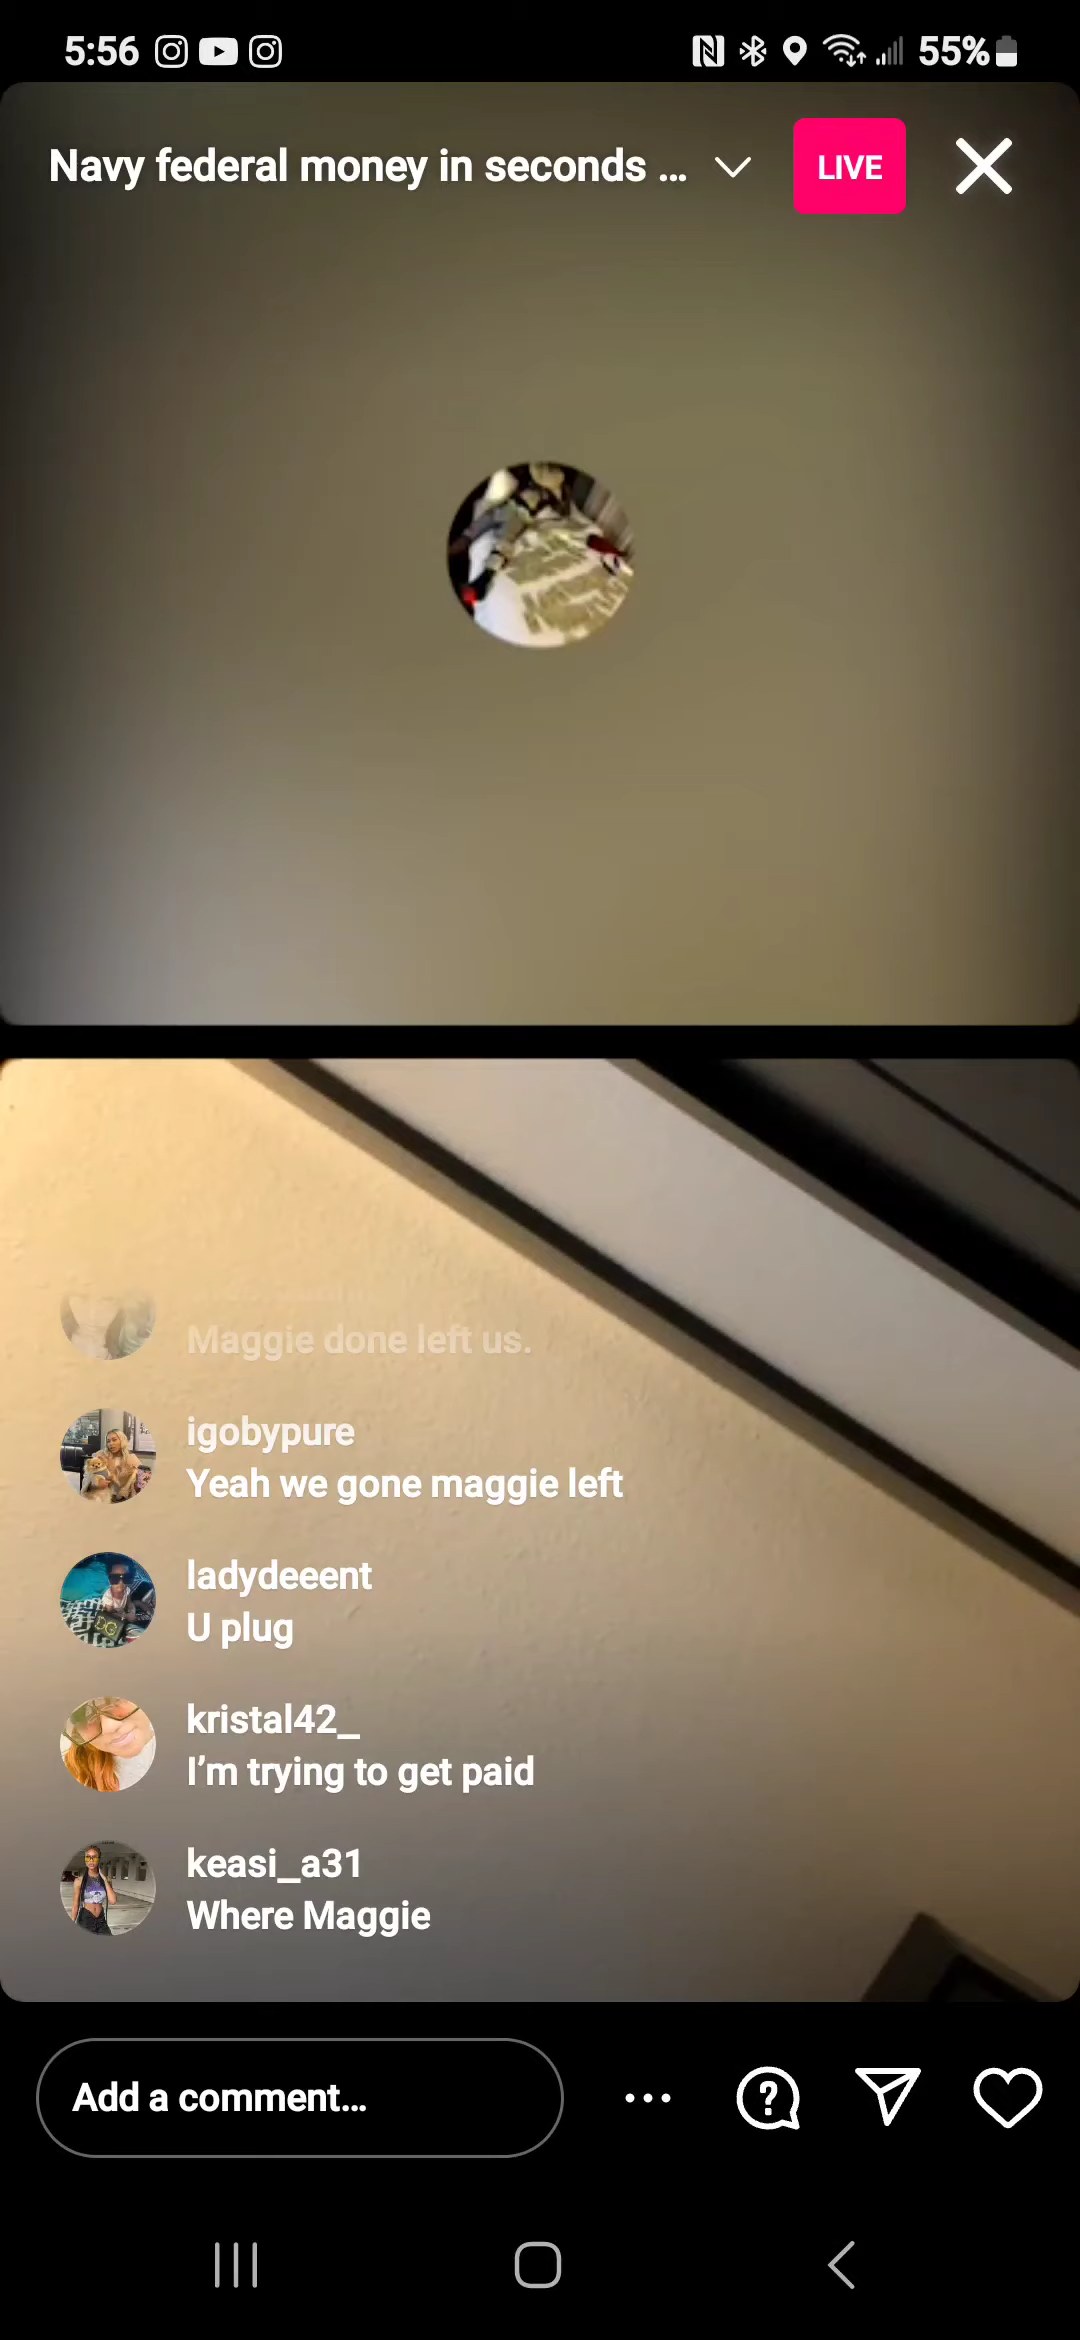 5:56
55%
Navy federal money in seconds ...
LIVE
Maggie done left us.
igobypure
Yeah we gone maggie left
ladydeeent
U plug
kristal42_
I'm trying to get paid
keasi_a31
Where Maggie
Add a comment...